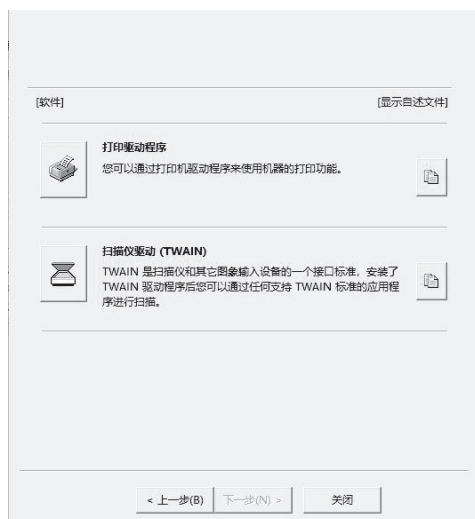 [软件] [显示自述文件]
打印驱动程序
您可以通过打印机驱动程序来使用机器的打印功能。
扫描仪驱动 (TWAIN)
TWAIN 是扫描仪和其它图象输入设备的一个接口标准，安装了
TWAIN 驱动程序后您可以通过任何支持 TWAIN 标准的应用程
序进行扫描。
< 上一步(B) 下一步(N) > 关闭